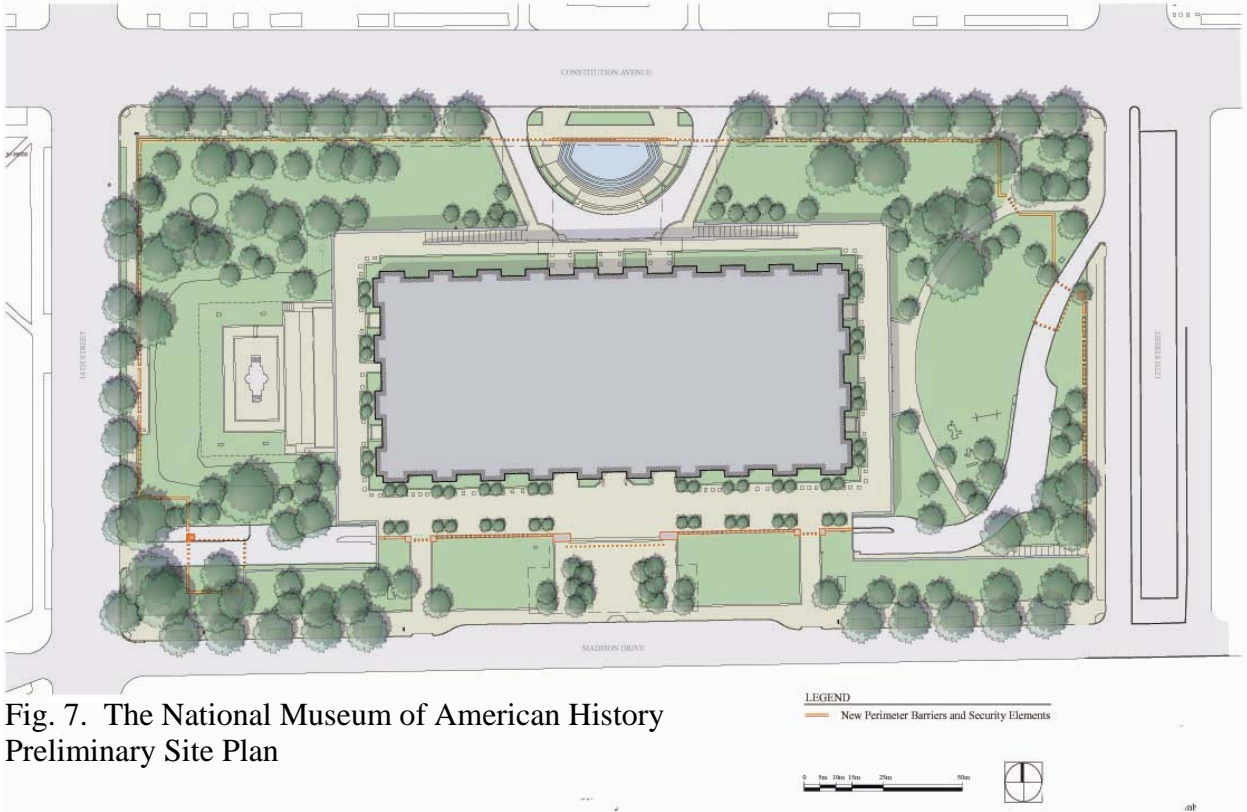 CONSTITUTION AVENUE
14TH STREET
12TH STREET
MADISON DRIVE
Fig. 7. The National Museum of American History
Preliminary Site Plan
LEGEND
New Perimeter Barriers and Security Elements
0 5m 10m 15m 25m 50m